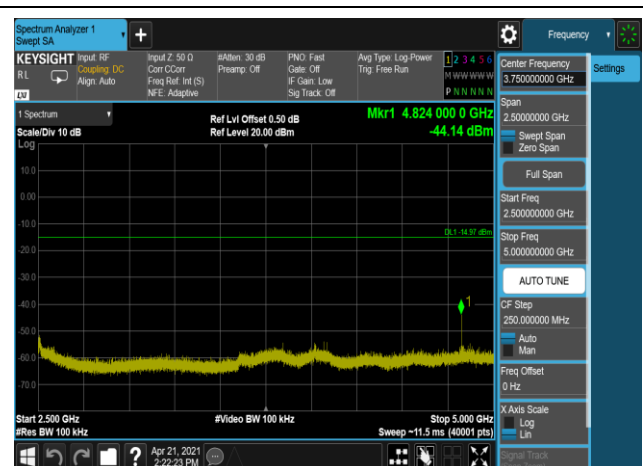 Spectrum Analyzer 1
Swept SA
+
Frequency
KEYSIGHT
RL
LXI
Input: RF
Coupling: DC
Align: Auto
Input Z: 50 Ω
Corr CCorr
Freq Ref: Int (S)
NFE: Adaptive
#Atten: 30 dB
Preamp: Off
PNO: Fast
Gate: Off
IF Gain: Low
Sig Track: Off
Avg Type: Log-Power
Trig: Free Run
1 2 3 4 5 6
M W W W W W
P N N N N N
Settings
Center Frequency
3.750000000 GHz
Span
2.50000000 GHz
Swept Span
Zero Span
Full Span
Start Freq
2.500000000 GHz
Stop Freq
5.000000000 GHz
AUTO TUNE
CF Step
250.000000 MHz
Auto
Man
Freq Offset
0 Hz
X Axis Scale
Log
Lin
Signal Track
1 Spectrum
Scale/Div 10 dB
Log
Ref Lvl Offset 0.50 dB
Ref Level 20.00 dBm
Mkr1 4.824 000 0 GHz
-44.14 dBm
10.0
0.00
-10.0
DL1 -14.97 dBm
-20.0
-30.0
-40.0
1
-50.0
-60.0
-70.0
Start 2.500 GHz
#Video BW 100 kHz
Stop 5.000 GHz
#Res BW 100 kHz
Sweep ~11.5 ms (40001 pts)
?
Apr 21, 2021
2:22:23 PM